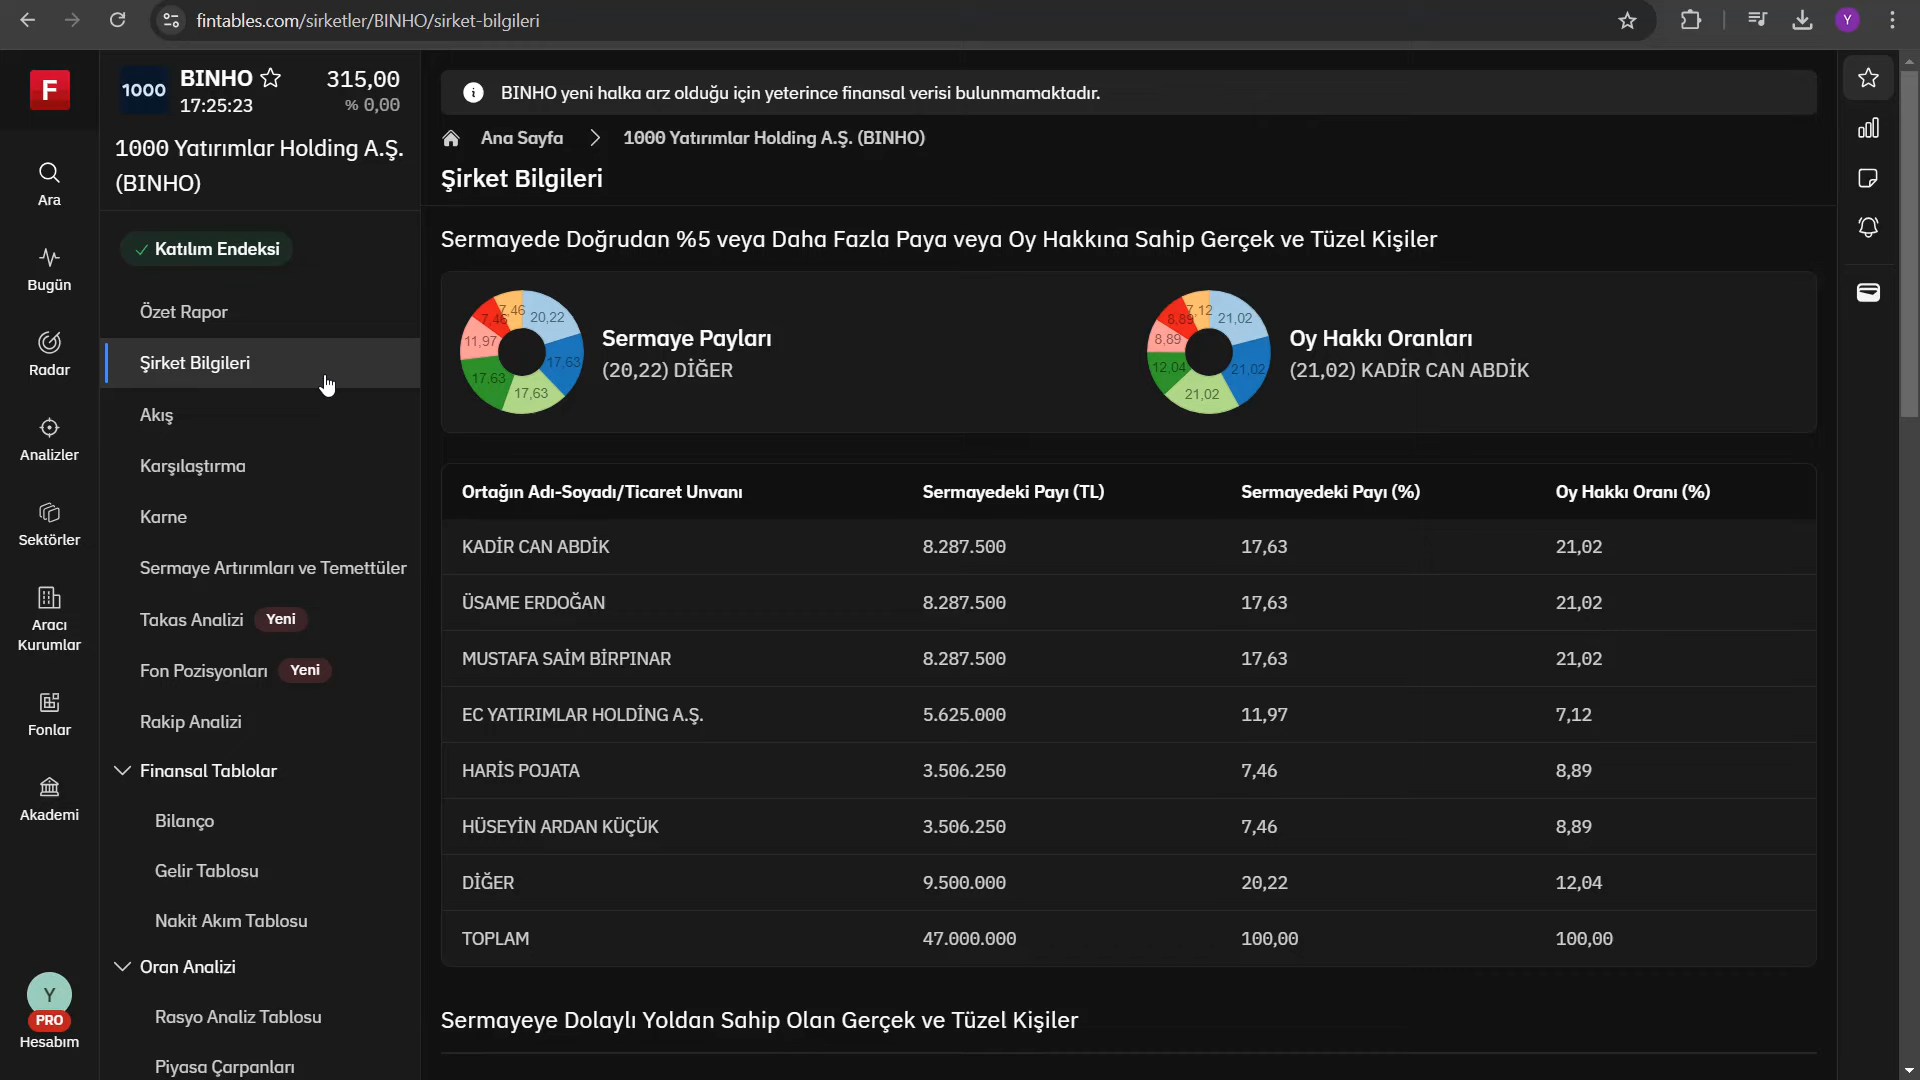 fintables.com/sirketler/BINHO/sirket-bilgileri
Y
F
Ara
Bugün
Radar
Analizler
Sektörler
Aracı
Kurumlar
Fonlar
Akademi
Y
PRO
Hesabım
1000
BINHO
315,00
17:25:23
% 0,00
1000 Yatırımlar Holding A.Ş.
(BINHO)
Katılım Endeksi
Özet Rapor
Şirket Bilgileri
Akış
Karşılaştırma
Karne
Sermaye Artırımları ve Temettüler
Takas Analizi Yeni
Fon Pozisyonları Yeni
Rakip Analizi
Finansal Tablolar
Bilanço
Gelir Tablosu
Nakit Akım Tablosu
Oran Analizi
Rasyo Analiz Tablosu
Piyasa Çarpanları
BINHO yeni halka arz olduğu için yeterince finansal verisi bulunmamaktadır.
Ana Sayfa 1000 Yatırımlar Holding A.Ş. (BINHO)
Şirket Bilgileri
Sermayede Doğrudan %5 veya Daha Fazla Paya veya Oy Hakkına Sahip Gerçek ve Tüzel Kişiler
20,22
17,63
17,63
17,63
11,97
7,46
7,46
Sermaye Payları
(20,22) DİĞER
21,02
21,02
21,02
12,04
8,89
8,89
7,12
Oy Hakkı Oranları
(21,02) KADİR CAN ABDİK
Ortağın Adı-Soyadı/Ticaret Unvanı Sermayedeki Payı (TL) Sermayedeki Payı (%) Oy Hakkı Oranı (%)
KADİR CAN ABDİK 8.287.500 17,63 21,02
ÜSAME ERDOĞAN 8.287.500 17,63 21,02
MUSTAFA SAİM BİRPINAR 8.287.500 17,63 21,02
EC YATIRIMLAR HOLDİNG A.Ş. 5.625.000 11,97 7,12
HARİS POJATA 3.506.250 7,46 8,89
HÜSEYİN ARDAN KÜÇÜK 3.506.250 7,46 8,89
DİĞER 9.500.000 20,22 12,04
TOPLAM 47.000.000 100,00 100,00
Sermayeye Dolaylı Yoldan Sahip Olan Gerçek ve Tüzel Kişiler